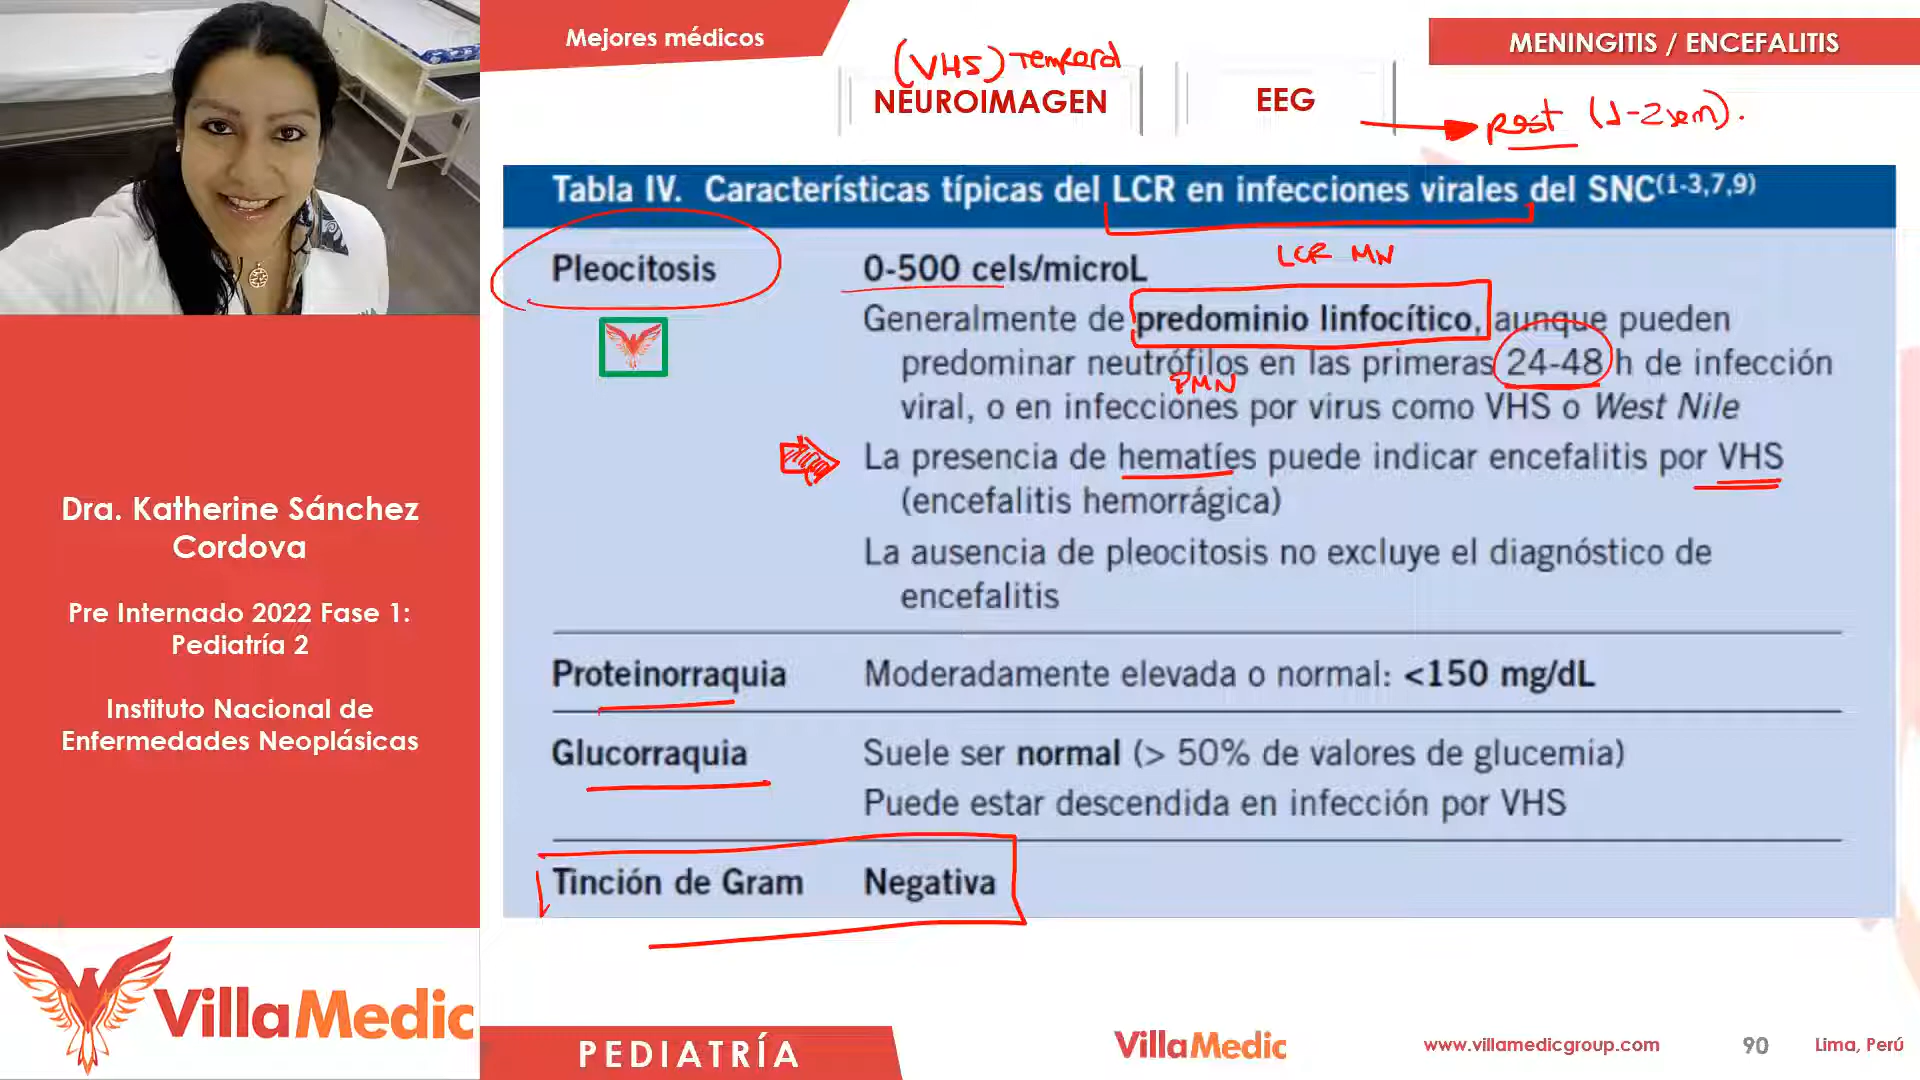 Mejores médicos
MENINGITIS / ENCEFALITIS
(VHS) Temporal
NEUROIMAGEN
EEG
post (1-2 sem).
Tabla IV. Características típicas del LCR en infecciones virales del SNC(1-3,7,9)
LCR MN
Pleocitosis
0-500 cels/microL
Generalmente de predominio linfocítico, aunque pueden
predominar neutrófilos en las primeras 24-48 h de infección
PMN
viral, o en infecciones por virus como VHS o West Nile
La presencia de hematíes puede indicar encefalitis por VHS
(encefalitis hemorrágica)
La ausencia de pleocitosis no excluye el diagnóstico de
encefalitis
Proteinorraquia
Moderadamente elevada o normal: <150 mg/dL
Glucorraquia
Suele ser normal (> 50% de valores de glucemia)
Puede estar descendida en infección por VHS
Tinción de Gram
Negativa
Dra. Katherine Sánchez
Cordova
Pre Internado 2022 Fase 1:
Pediatría 2
Instituto Nacional de
Enfermedades Neoplásicas
VillaMedic
PEDIATRÍA
VillaMedic
www.villamedicgroup.com
90
Lima, Perú